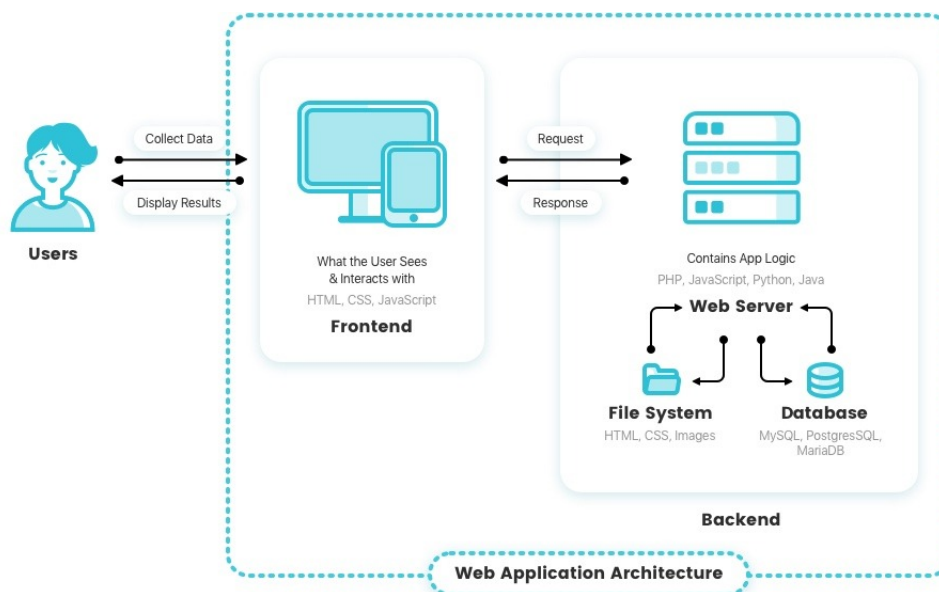 Collect Data
Display Results
Users
What the User Sees
& Interacts with
HTML, CSS, JavaScript
Frontend
Request
Response
Contains App Logic
PHP, JavaScript, Python, Java
Web Server
File System
HTML, CSS, Images
Database
MySQL, PostgresSQL,
MariaDB
Backend
Web Application Architecture